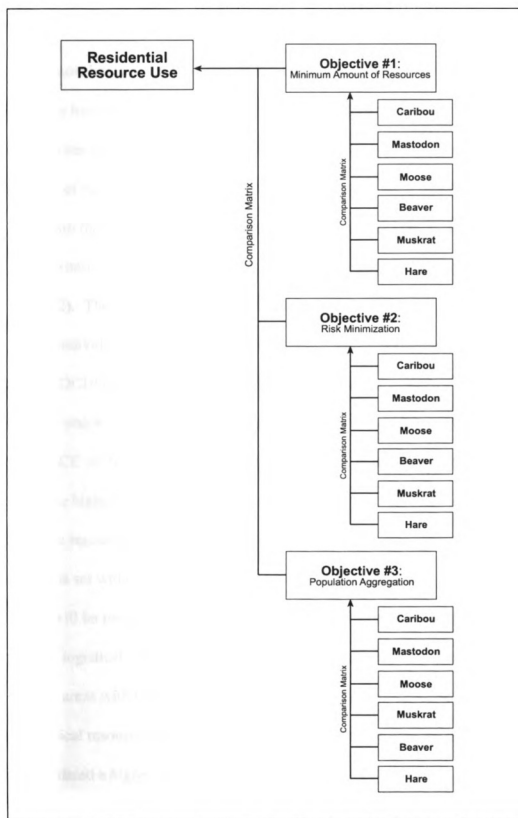 Residential
Resource Use
Objective #1:
Minimum Amount of Resources
Comparison Matrix
Caribou
Mastodon
Moose
Beaver
Muskrat
Hare
Comparison Matrix
Objective #2:
Risk Minimization
Comparison Matrix
Caribou
Mastodon
Moose
Beaver
Muskrat
Hare
Objective #3:
Population Aggregation
Comparison Matrix
Caribou
Mastodon
Moose
Muskrat
Beaver
Hare